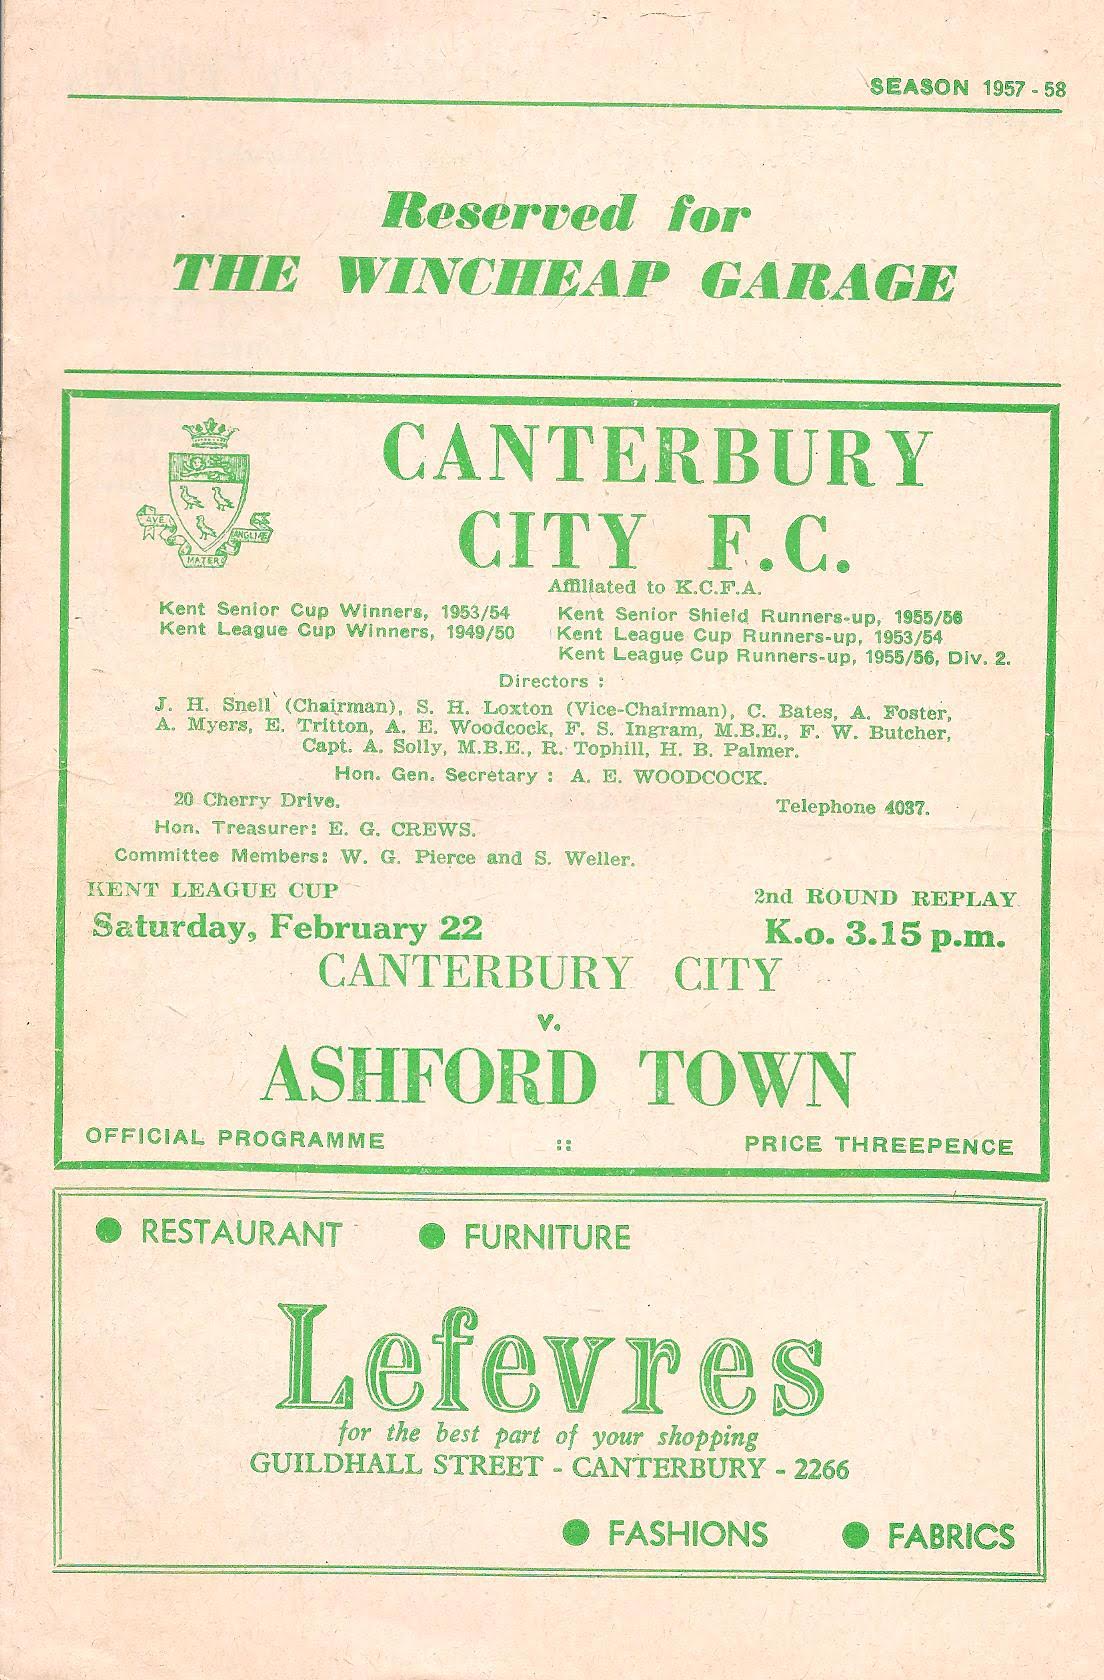 SEASON 1957 - 58
Reserved for
THE WINCHEAP GARAGE
CANTERBURY
CITY F.C.
AVE
MATER
ANGLIAE
Affiliated to K.C.F.A.
Kent Senior Cup Winners, 1953/54
Kent League Cup Winners, 1949/50
Kent Senior Shield Runners-up, 1955/56
Kent League Cup Runners-up, 1953/54
Kent League Cup Runners-up, 1955/56, Div. 2.
Directors :
J. H. Snell (Chairman), S. H. Loxton (Vice-Chairman), C. Bates, A. Foster,
A. Myers, E. Tritton, A. E. Woodcock, F. S. Ingram, M.B.E., F. W. Butcher,
Capt. A. Solly, M.B.E., R. Tophill, H. B. Palmer.
Hon. Gen. Secretary : A. E. WOODCOCK.
20 Cherry Drive. Telephone 4037.
Hon. Treasurer: E. G. CREWS.
Committee Members: W. G. Pierce and S. Weller.
KENT LEAGUE CUP 2nd ROUND REPLAY
Saturday, February 22 K.o. 3.15 p.m.
CANTERBURY CITY
v.
ASHFORD TOWN
OFFICIAL PROGRAMME :: PRICE THREEPENCE
● RESTAURANT ● FURNITURE
Lefevres
for the best part of your shopping
GUILDHALL STREET - CANTERBURY - 2266
● FASHIONS ● FABRICS